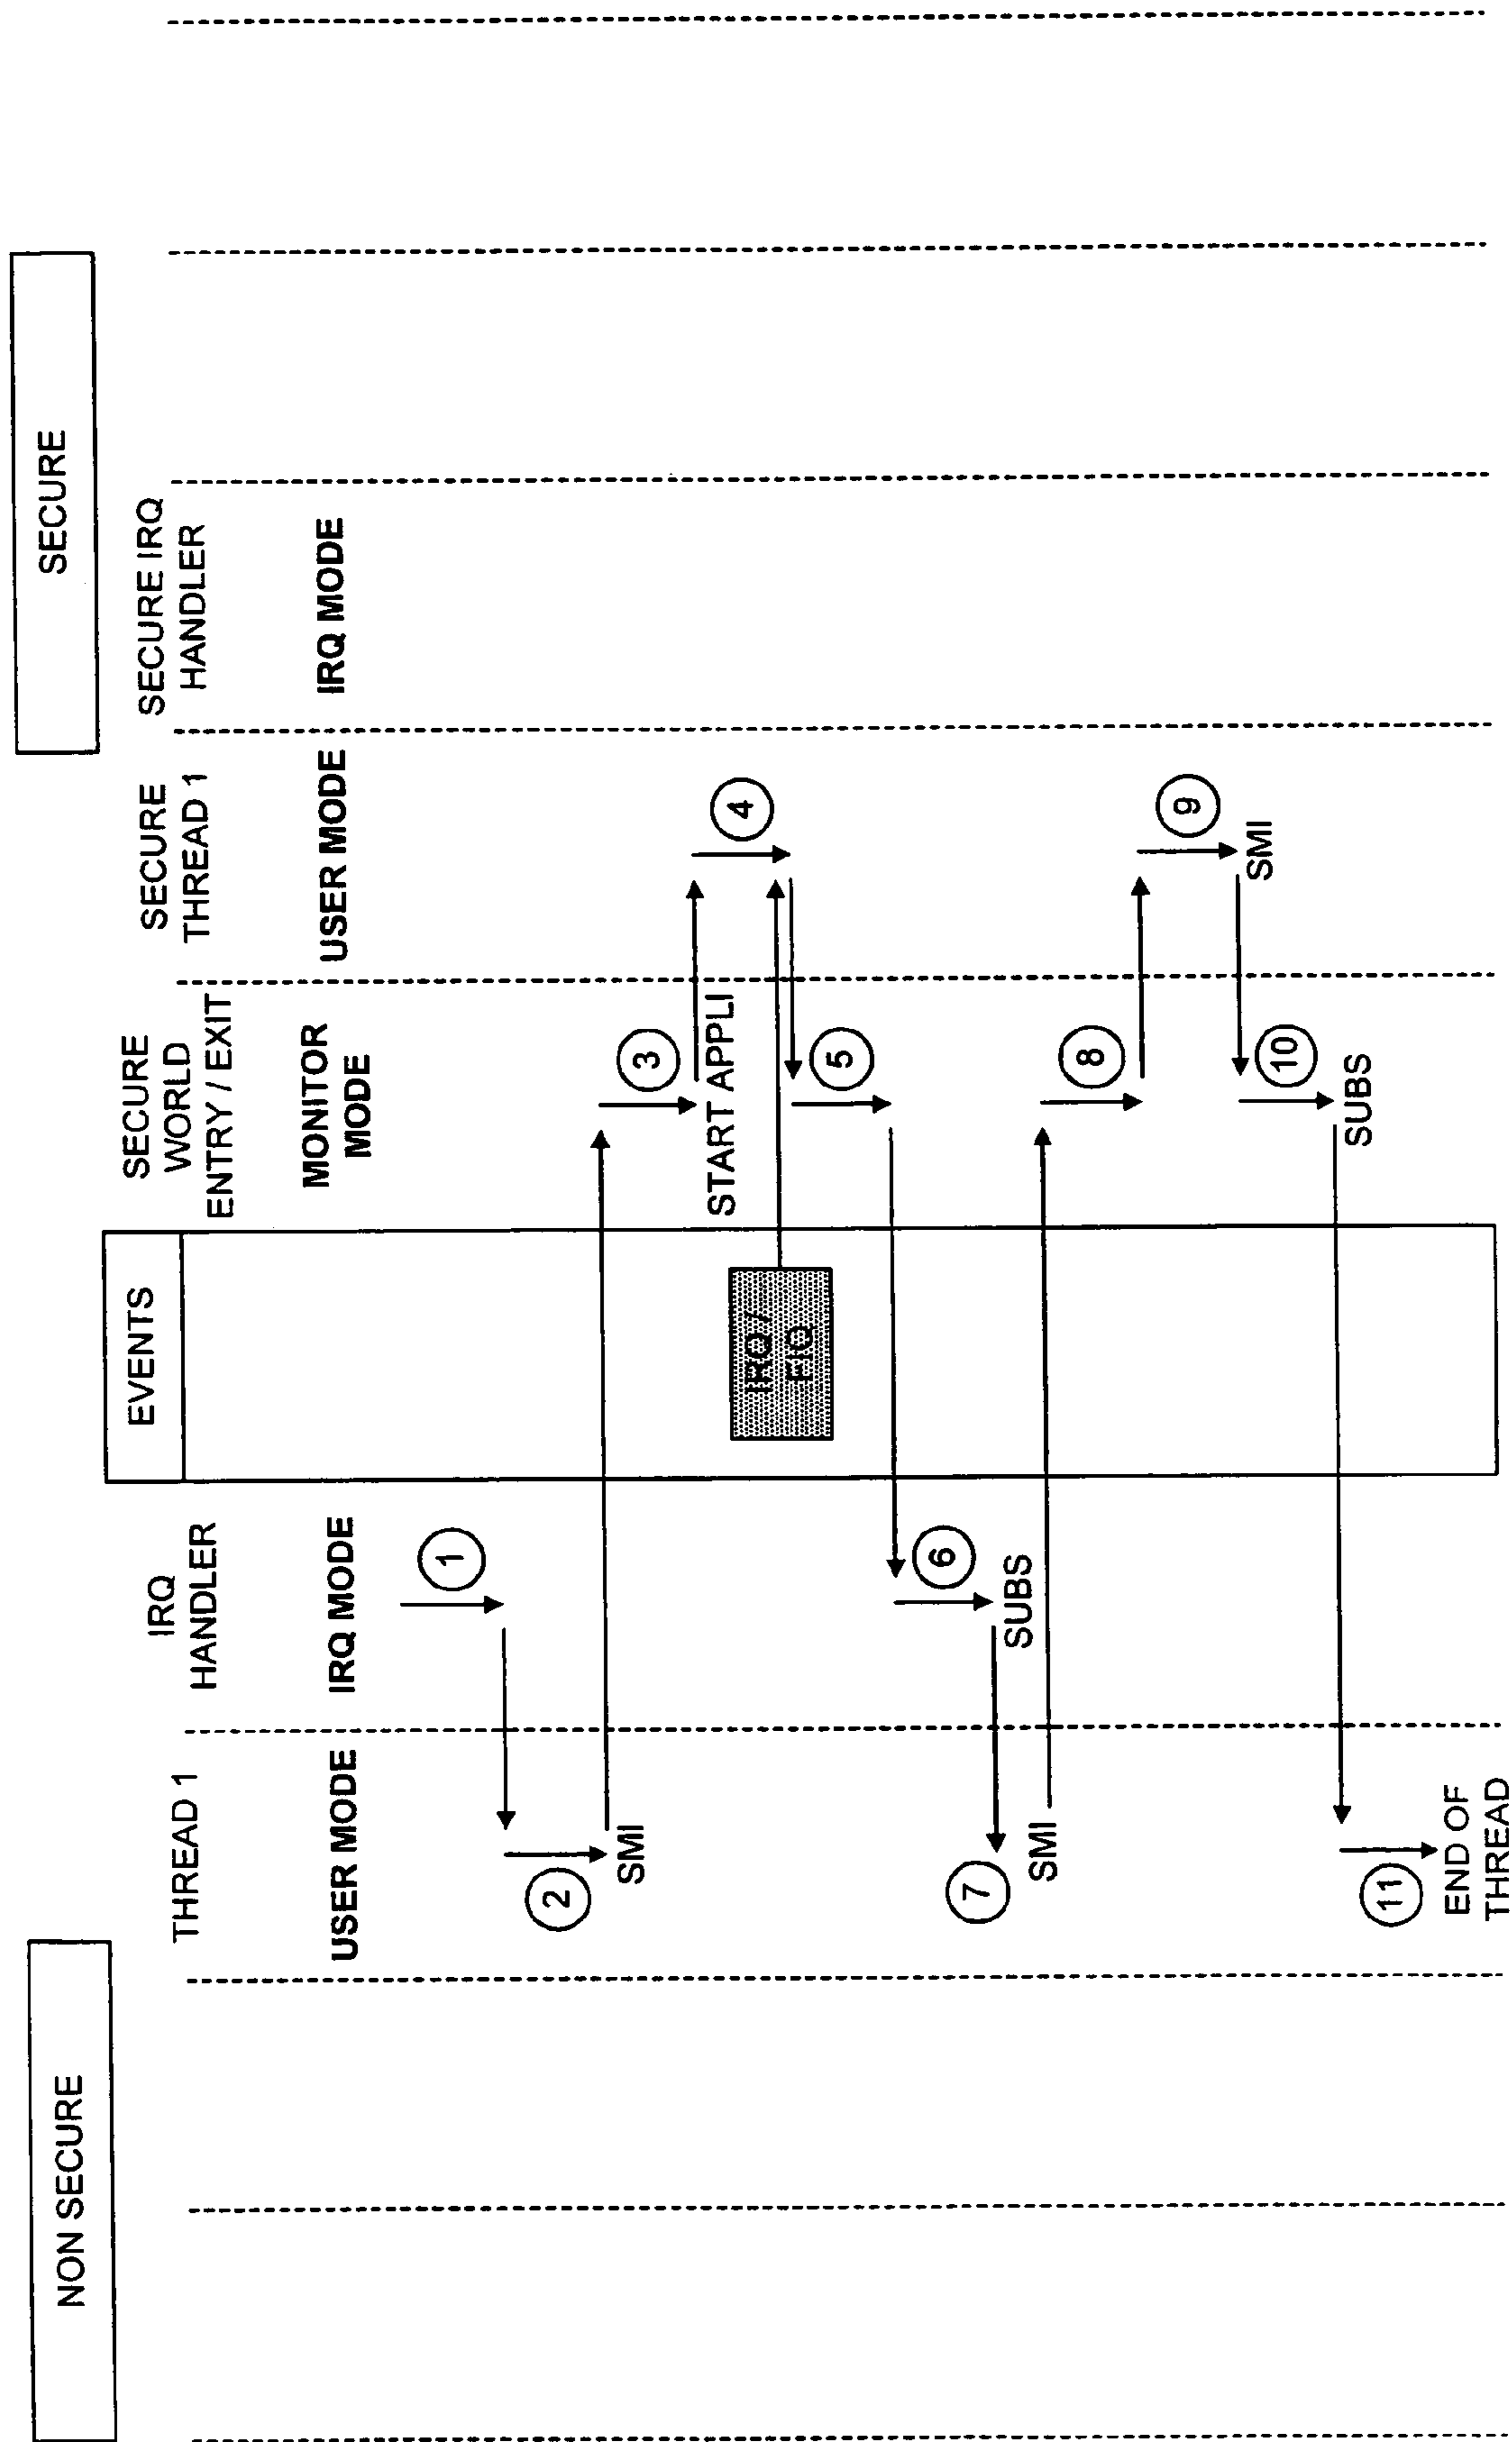 NON SECURE
SECURE
THREAD 1
USER MODE
IRQ
HANDLER
IRQ MODE
EVENTS
SECURE
WORLD
ENTRY / EXIT
MONITOR
MODE
SECURE
THREAD 1
USER MODE
SECURE IRQ
HANDLER
IRQ MODE
1
2
SMI
3
START APPLI
4
IRQ /
FIQ
5
6
SUBS
7
SMI
8
9
SMI
10
SUBS
11
END OF
THREAD